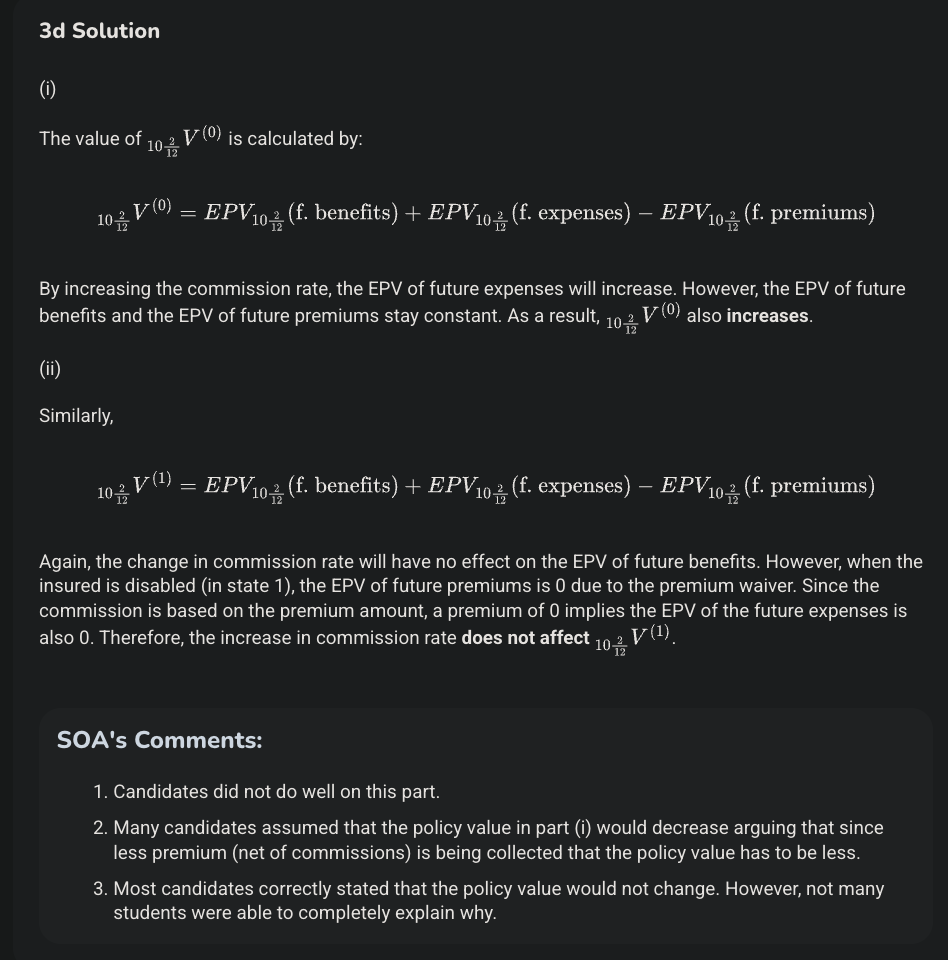 3d Solution
(i)
The value of $_{10\frac{2}{12}}V^{(0)}$ is calculated by:
$_{10\frac{2}{12}}V^{(0)} = EPV_{10\frac{2}{12}}(\text{f. benefits}) + EPV_{10\frac{2}{12}}(\text{f. expenses}) - EPV_{10\frac{2}{12}}(\text{f. premiums})$
By increasing the commission rate, the EPV of future expenses will increase. However, the EPV of future
benefits and the EPV of future premiums stay constant. As a result, $_{10\frac{2}{12}}V^{(0)}$ also increases.
(ii)
Similarly,
$_{10\frac{2}{12}}V^{(1)} = EPV_{10\frac{2}{12}}(\text{f. benefits}) + EPV_{10\frac{2}{12}}(\text{f. expenses}) - EPV_{10\frac{2}{12}}(\text{f. premiums})$
Again, the change in commission rate will have no effect on the EPV of future benefits. However, when the
insured is disabled (in state 1), the EPV of future premiums is 0 due to the premium waiver. Since the
commission is based on the premium amount, a premium of 0 implies the EPV of the future expenses is
also 0. Therefore, the increase in commission rate does not affect $_{10\frac{2}{12}}V^{(1)}$.
SOA's Comments:
1. Candidates did not do well on this part.
2. Many candidates assumed that the policy value in part (i) would decrease arguing that since
less premium (net of commissions) is being collected that the policy value has to be less.
3. Most candidates correctly stated that the policy value would not change. However, not many
students were able to completely explain why.